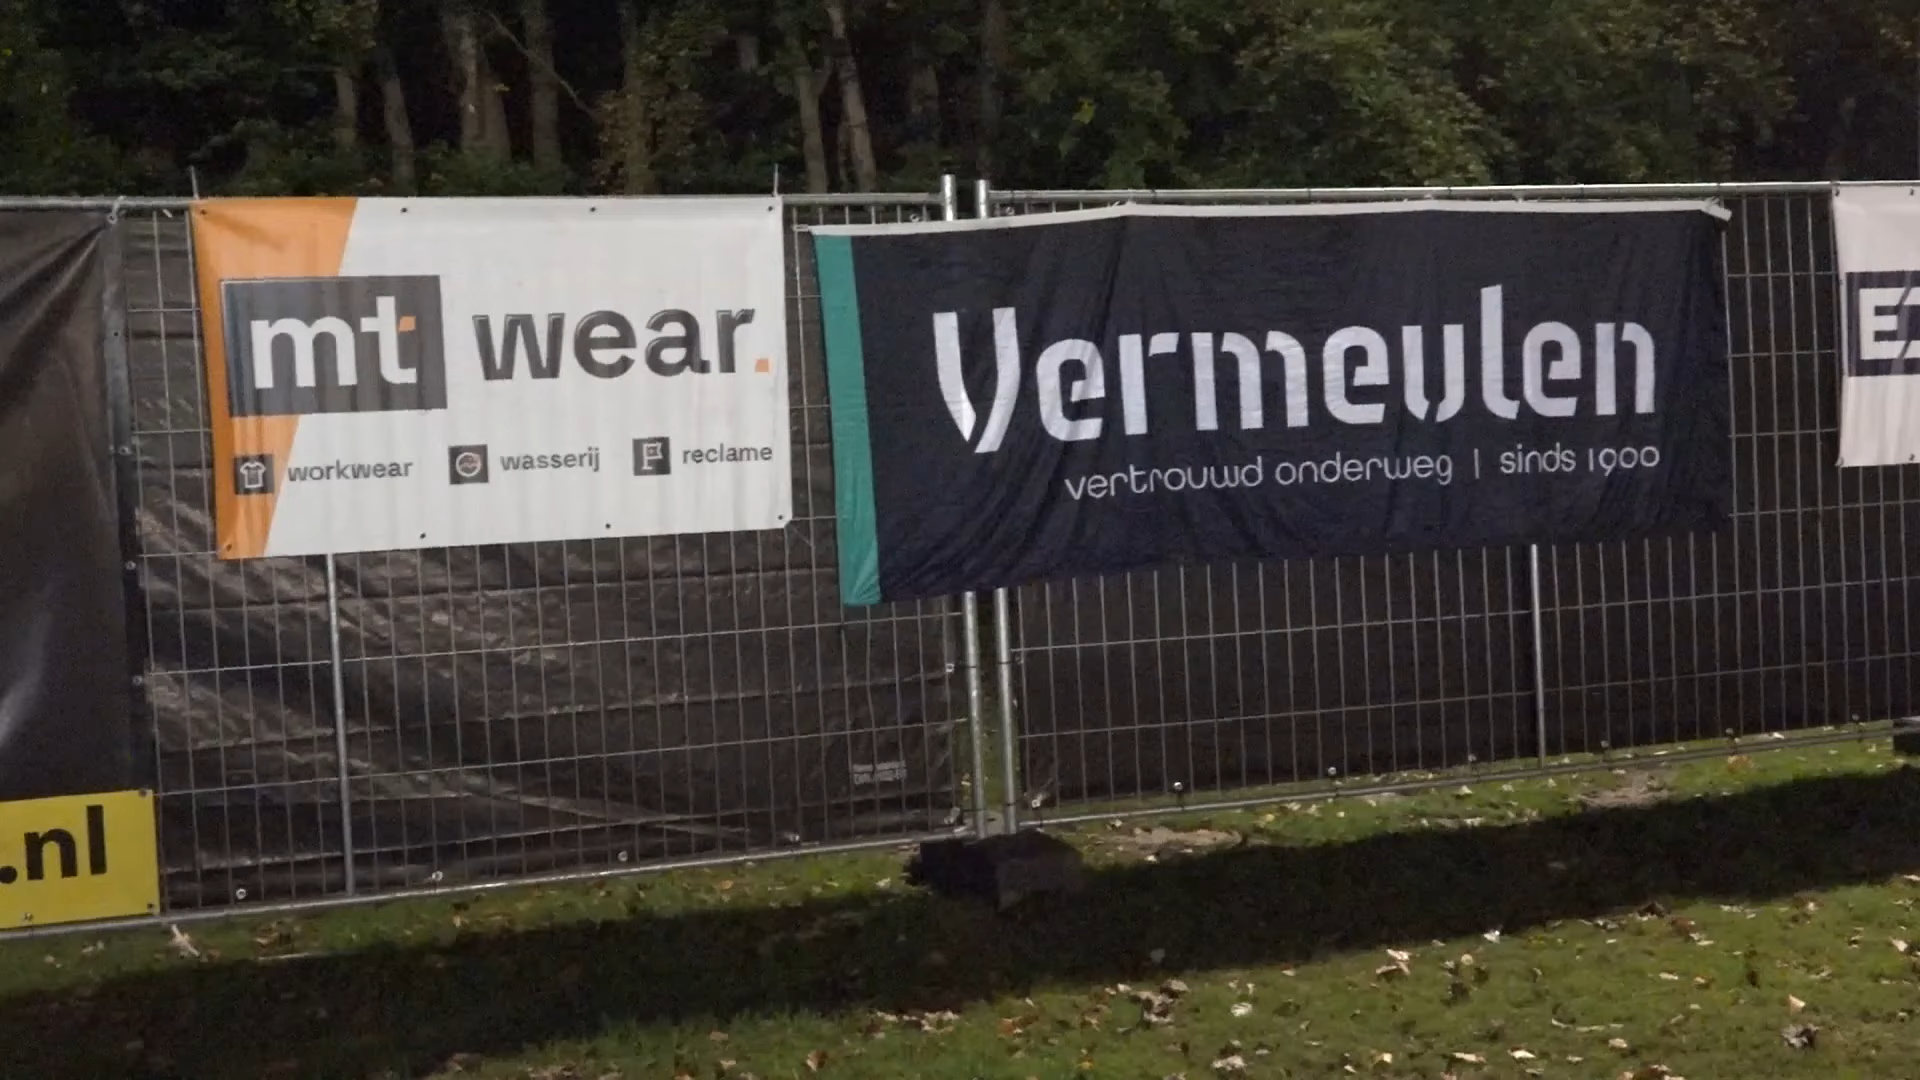 mt wear.
workwear wasserij reclame
Vermeulen
vertrouwd onderweg | sinds 1900
.nl